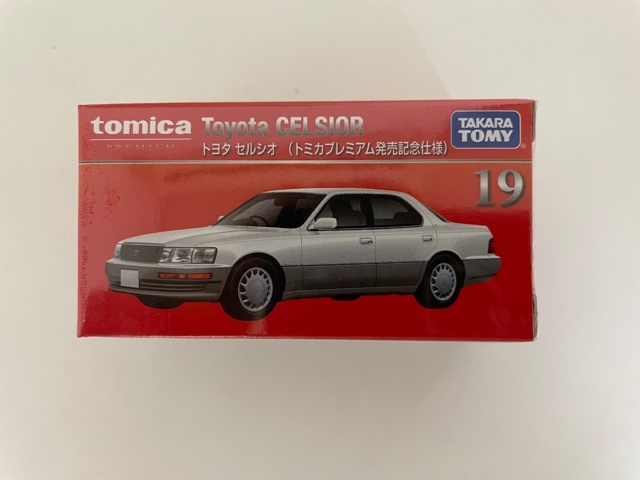 tomica
PREMIUM
Toyota CELSIOR
トヨタ セルシオ (トミカプレミアム発売記念仕様)
TAKARA
TOMY
19